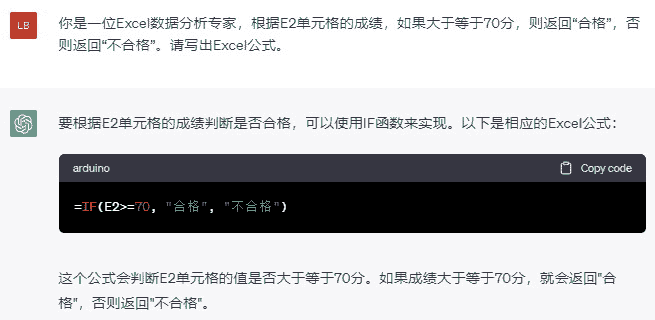 LB
你是一位Excel数据分析专家，根据E2单元格的成绩，如果大于等于70分，则返回“合格”，否
则返回“不合格”。请写出Excel公式。
要根据E2单元格的成绩判断是否合格，可以使用IF函数来实现。以下是相应的Excel公式：
arduino
Copy code
=IF(E2>=70, "合格", "不合格")
这个公式会判断E2单元格的值是否大于等于70分。如果成绩大于等于70分，就会返回"合
格"，否则返回"不合格"。